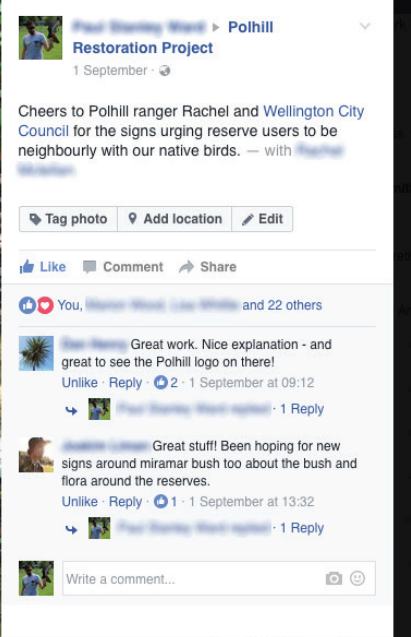 Polhill
Restoration Project
1 September ·
Cheers to Polhill ranger Rachel and Wellington City
Council for the signs urging reserve users to be
neighbourly with our native birds. — with
Tag photo Add location Edit
Like Comment Share
You, and 22 others
Great work. Nice explanation - and
great to see the Polhill logo on there!
Unlike · Reply · 2 · 1 September at 09:12
· 1 Reply
Great stuff! Been hoping for new
signs around miramar bush too about the bush and
flora around the reserves.
Unlike · Reply · 1 · 1 September at 13:32
· 1 Reply
Write a comment...